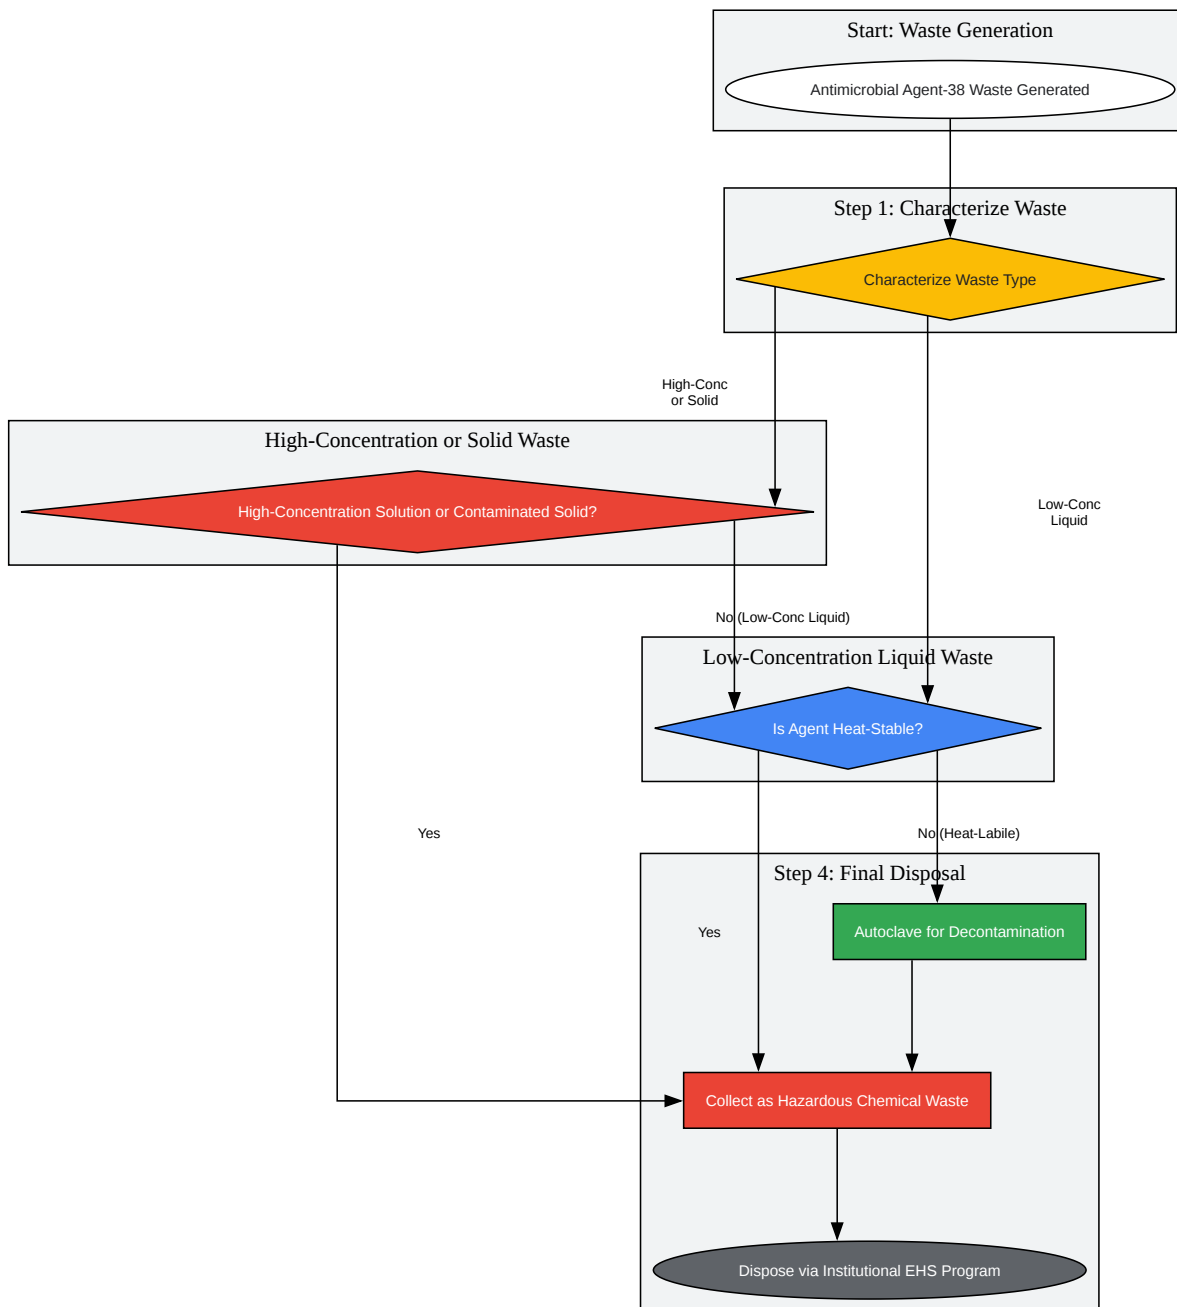 Start: Waste Generation
Antimicrobial Agent-38 Waste Generated
Step 1: Characterize Waste
Characterize Waste Type
High-Conc
or Solid
High-Concentration or Solid Waste
High-Concentration Solution or Contaminated Solid?
Low-Conc
Liquid
No (Low-Conc Liquid)
Low-Concentration Liquid Waste
Is Agent Heat-Stable?
Yes
No (Heat-Labile)
Step 4: Final Disposal
Yes
Autoclave for Decontamination
Collect as Hazardous Chemical Waste
Dispose via Institutional EHS Program